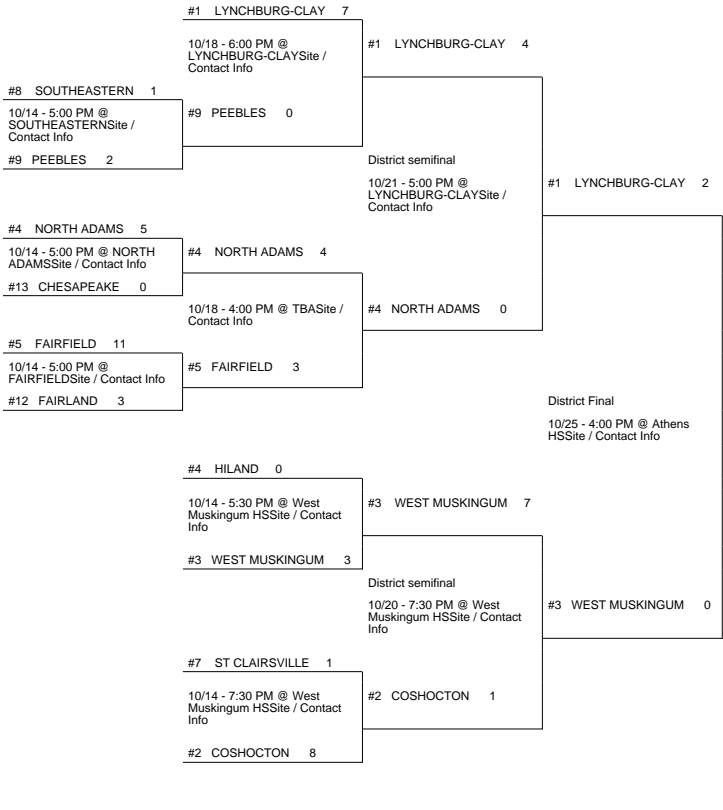 #1 LYNCHBURG-CLAY 7
10/18 - 6:00 PM @
LYNCHBURG-CLAYSite /
Contact Info
#1 LYNCHBURG-CLAY 4
#8 SOUTHEASTERN 1
10/14 - 5:00 PM @
SOUTHEASTERNSite /
Contact Info
#9 PEEBLES 0
#9 PEEBLES 2
District semifinal
10/21 - 5:00 PM @
LYNCHBURG-CLAYSite /
Contact Info
#1 LYNCHBURG-CLAY 2
#4 NORTH ADAMS 5
10/14 - 5:00 PM @ NORTH
ADAMSSite / Contact Info
#4 NORTH ADAMS 4
#13 CHESAPEAKE 0
10/18 - 4:00 PM @ TBASite /
Contact Info
#4 NORTH ADAMS 0
#5 FAIRFIELD 11
10/14 - 5:00 PM @
FAIRFIELDSite / Contact Info
#5 FAIRFIELD 3
#12 FAIRLAND 3
District Final
10/25 - 4:00 PM @ Athens
HSSite / Contact Info
#4 HILAND 0
10/14 - 5:30 PM @ West
Muskingum HSSite / Contact
Info
#3 WEST MUSKINGUM 7
#3 WEST MUSKINGUM 3
District semifinal
10/20 - 7:30 PM @ West
Muskingum HSSite / Contact
Info
#3 WEST MUSKINGUM 0
#7 ST CLAIRSVILLE 1
10/14 - 7:30 PM @ West
Muskingum HSSite / Contact
Info
#2 COSHOCTON 1
#2 COSHOCTON 8